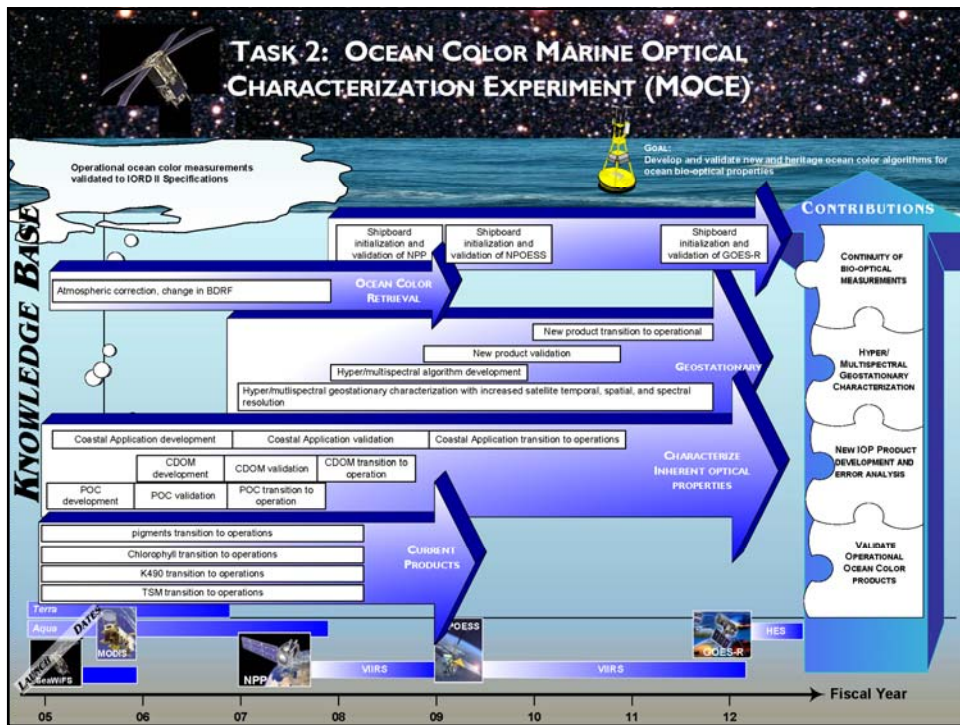 TASK 2: OCEAN COLOR MARINE OPTICAL
CHARACTERIZATION EXPERIMENT (MOCE)
Operational ocean color measurements
validated to IORD II Specifications
GOAL:
Develop and validate new and heritage ocean color algorithms for
ocean bio-optical properties
KNOWLEDGE BASE
CONTRIBUTIONS
Shipboard
initialization and
validation of NPP
Shipboard
initialization and
validation of NPOESS
Shipboard
initialization and
validation of GOES-R
Atmospheric correction, change in BDRF
OCEAN COLOR
RETRIEVAL
New product transition to operational
New product validation
Hyper/multispectral algorithm development
Hyper/mutlispectral geostationary characterization with increased satellite temporal, spatial, and spectral
resolution
GEOSTATIONARY
Coastal Application development
Coastal Application validation
Coastal Application transition to operations
CDOM
development
CDOM validation
CDOM transition to
operation
POC
development
POC validation
POC transition to
operation
CHARACTERIZE
INHERENT OPTICAL
PROPERTIES
pigments transition to operations
Chlorophyll transition to operations
K490 transition to operations
TSM transition to operations
CURRENT
PRODUCTS
CONTINUITY OF
BIO-OPTICAL
MEASUREMENTS
HYPER/
MULTISPECTRAL
GEOSTATIONARY
CHARACTERIZATION
NEW IOP PRODUCT
DEVELOPMENT AND
ERROR ANALYSIS
VALIDATE
OPERATIONAL
OCEAN COLOR
PRODUCTS
Terra
Aqua
LAUNCH DATES
SeaWiFS
MODIS
NPP
VIIRS
POESS
VIIRS
GOES-R
HES
05 06 07 08 09 10 11 12
Fiscal Year